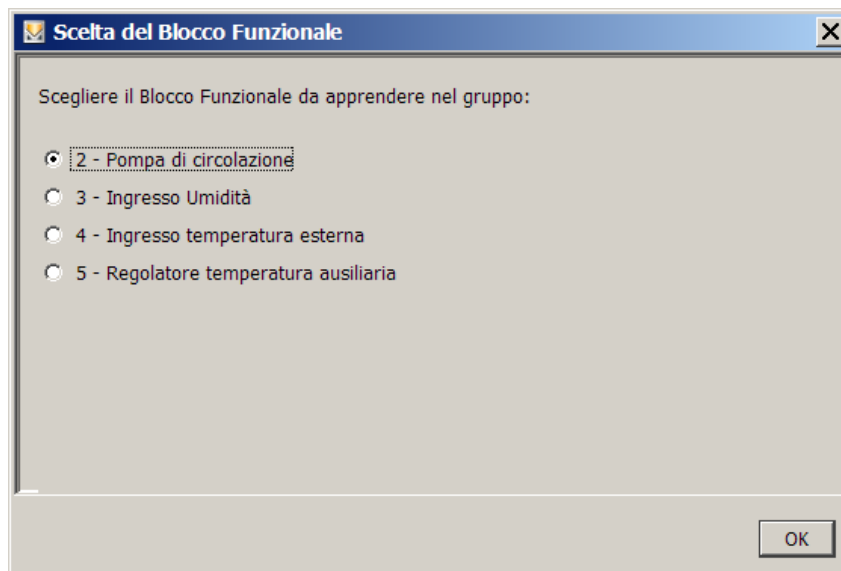 Scelta del Blocco Funzionale
Scegliere il Blocco Funzionale da apprendere nel gruppo:
2 - Pompa di circolazione
3 - Ingresso Umidità
4 - Ingresso temperatura esterna
5 - Regolatore temperatura ausiliaria
OK